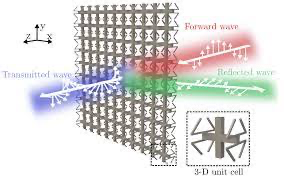 y
z
x
Forward wave
Transmitted wave
Reflected wave
3-D unit cell